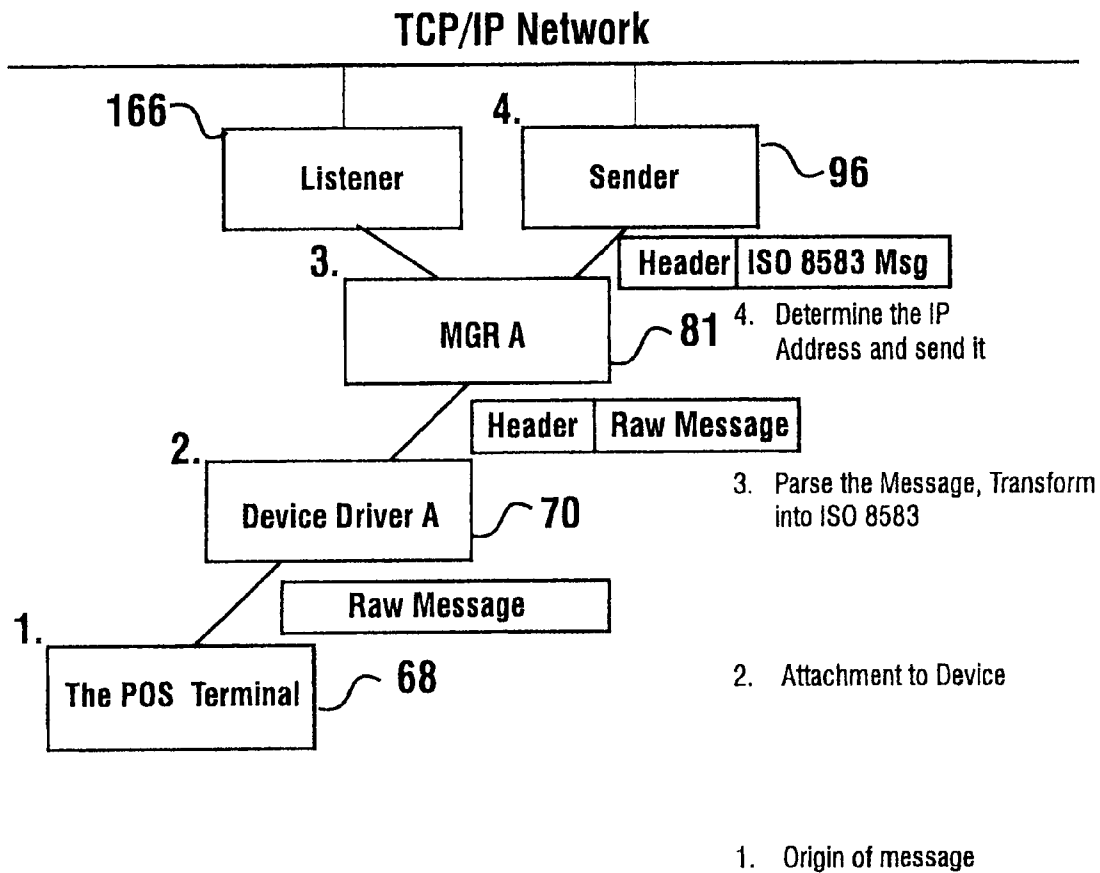 TCP/IP Network
166
4.
Listener
Sender
96
3.
Header ISO 8583 Msg
MGR A
81
4. Determine the IP
Address and send it
Header Raw Message
2.
Device Driver A
70
3. Parse the Message, Transform
into ISO 8583
Raw Message
1.
The POS Terminal
68
2. Attachment to Device
1. Origin of message